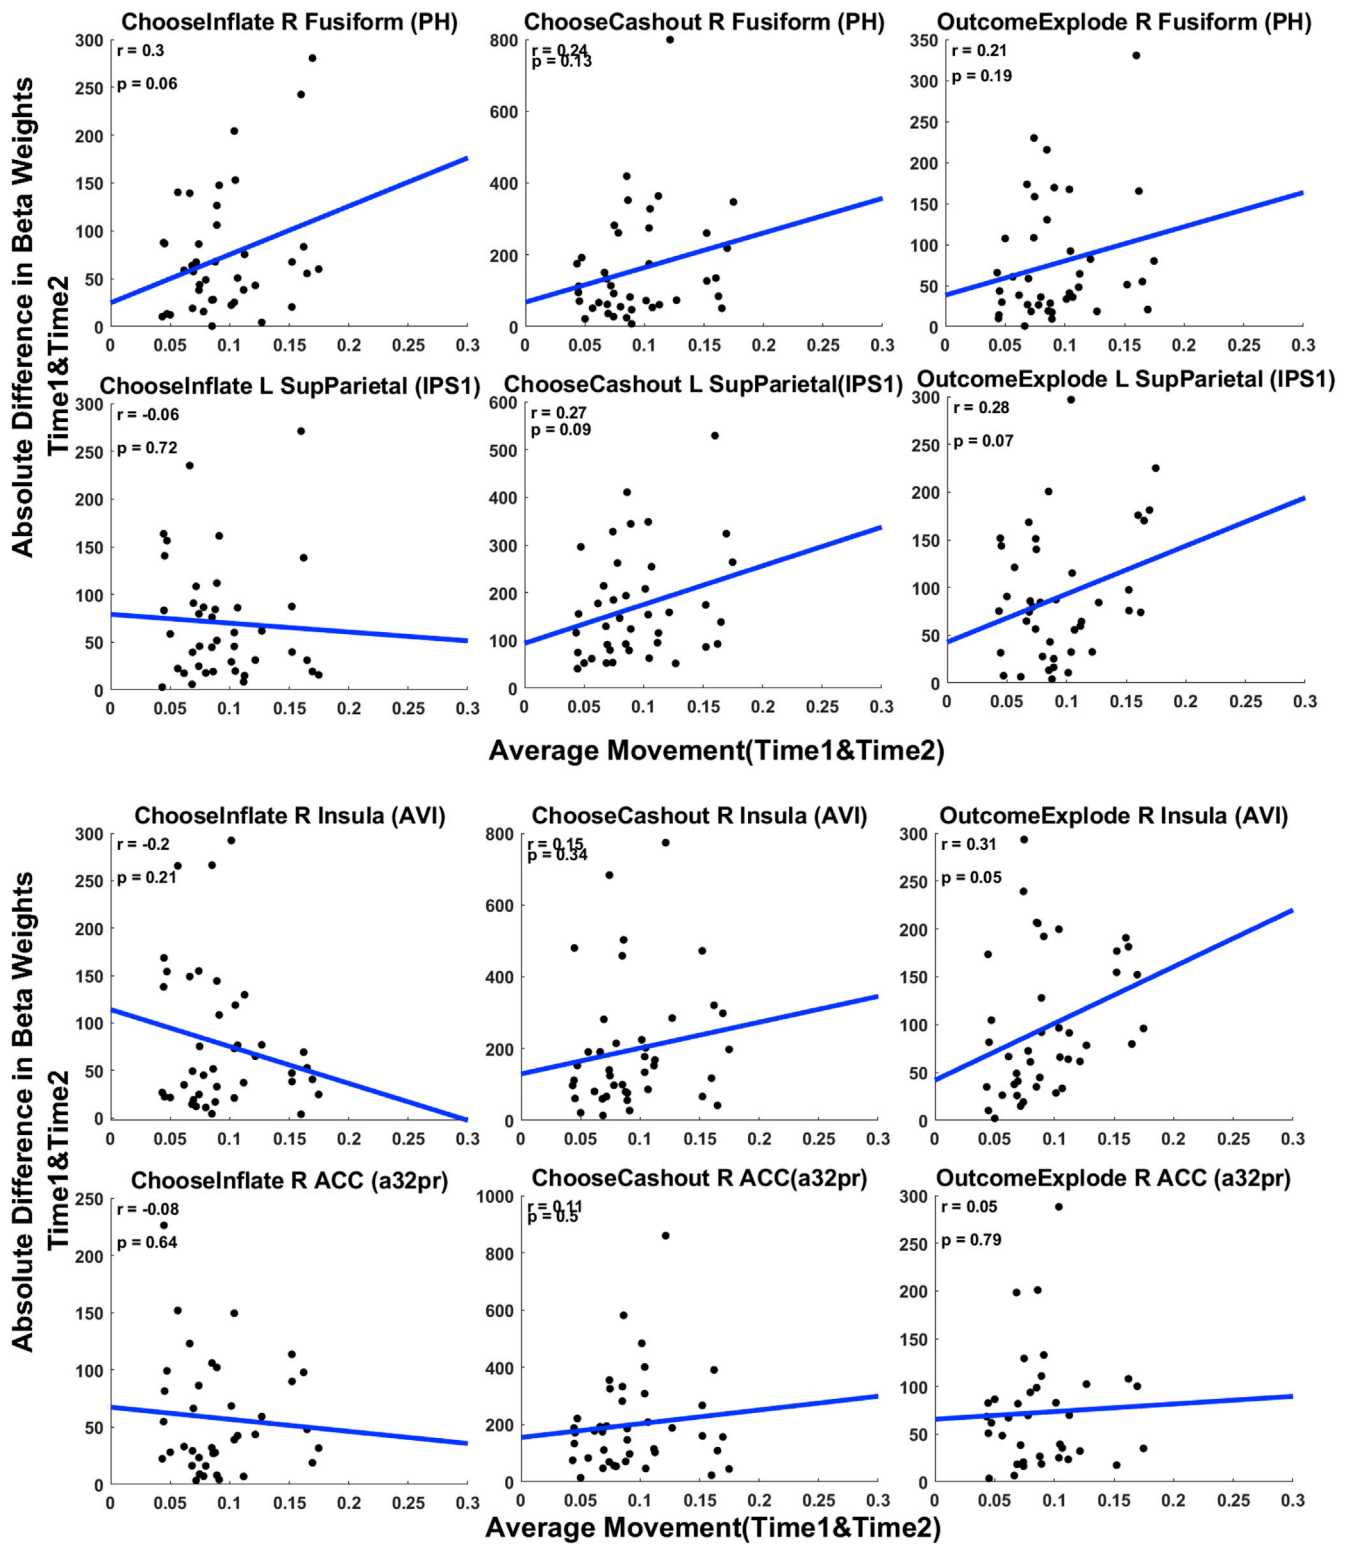 ChooseInflate R Fusiform (PH)
ChooseCashout R Fusiform (PH)
OutcomeExplode R Fusiform (PH)
r = 0.3
p = 0.06
300
250
200
150
100
50
0
0 0.05 0.1 0.15 0.2 0.25 0.3
r = 0.24
p = 0.13
800
600
400
200
0
0 0.05 0.1 0.15 0.2 0.25 0.3
r = 0.21
p = 0.19
350
300
250
200
150
100
50
0
0 0.05 0.1 0.15 0.2 0.25 0.3
Absolute Difference in Beta Weights
Time1&Time2
ChooseInflate L SupParietal (IPS1)
ChooseCashout L SupParietal(IPS1)
OutcomeExplode L SupParietal (IPS1)
r = -0.06
p = 0.72
300
250
200
150
100
50
0
0 0.05 0.1 0.15 0.2 0.25 0.3
r = 0.27
p = 0.09
600
500
400
300
200
100
0
0 0.05 0.1 0.15 0.2 0.25 0.3
r = 0.28
p = 0.07
300
250
200
150
100
50
0
0 0.05 0.1 0.15 0.2 0.25 0.3
Average Movement(Time1&Time2)
ChooseInflate R Insula (AVI)
ChooseCashout R Insula (AVI)
OutcomeExplode R Insula (AVI)
r = -0.2
p = 0.21
300
250
200
150
100
50
0
0 0.05 0.1 0.15 0.2 0.25 0.3
r = 0.15
p = 0.34
800
600
400
200
0
0 0.05 0.1 0.15 0.2 0.25 0.3
r = 0.31
p = 0.05
300
250
200
150
100
50
0
0 0.05 0.1 0.15 0.2 0.25 0.3
Absolute Difference in Beta Weights
Time1&Time2
ChooseInflate R ACC (a32pr)
ChooseCashout R ACC(a32pr)
OutcomeExplode R ACC (a32pr)
r = -0.08
p = 0.64
250
200
150
100
50
0
0 0.05 0.1 0.15 0.2 0.25 0.3
r = 0.11
p = 0.5
1000
800
600
400
200
0
0 0.05 0.1 0.15 0.2 0.25 0.3
r = 0.05
p = 0.79
300
250
200
150
100
50
0
0 0.05 0.1 0.15 0.2 0.25 0.3
Average Movement(Time1&Time2)